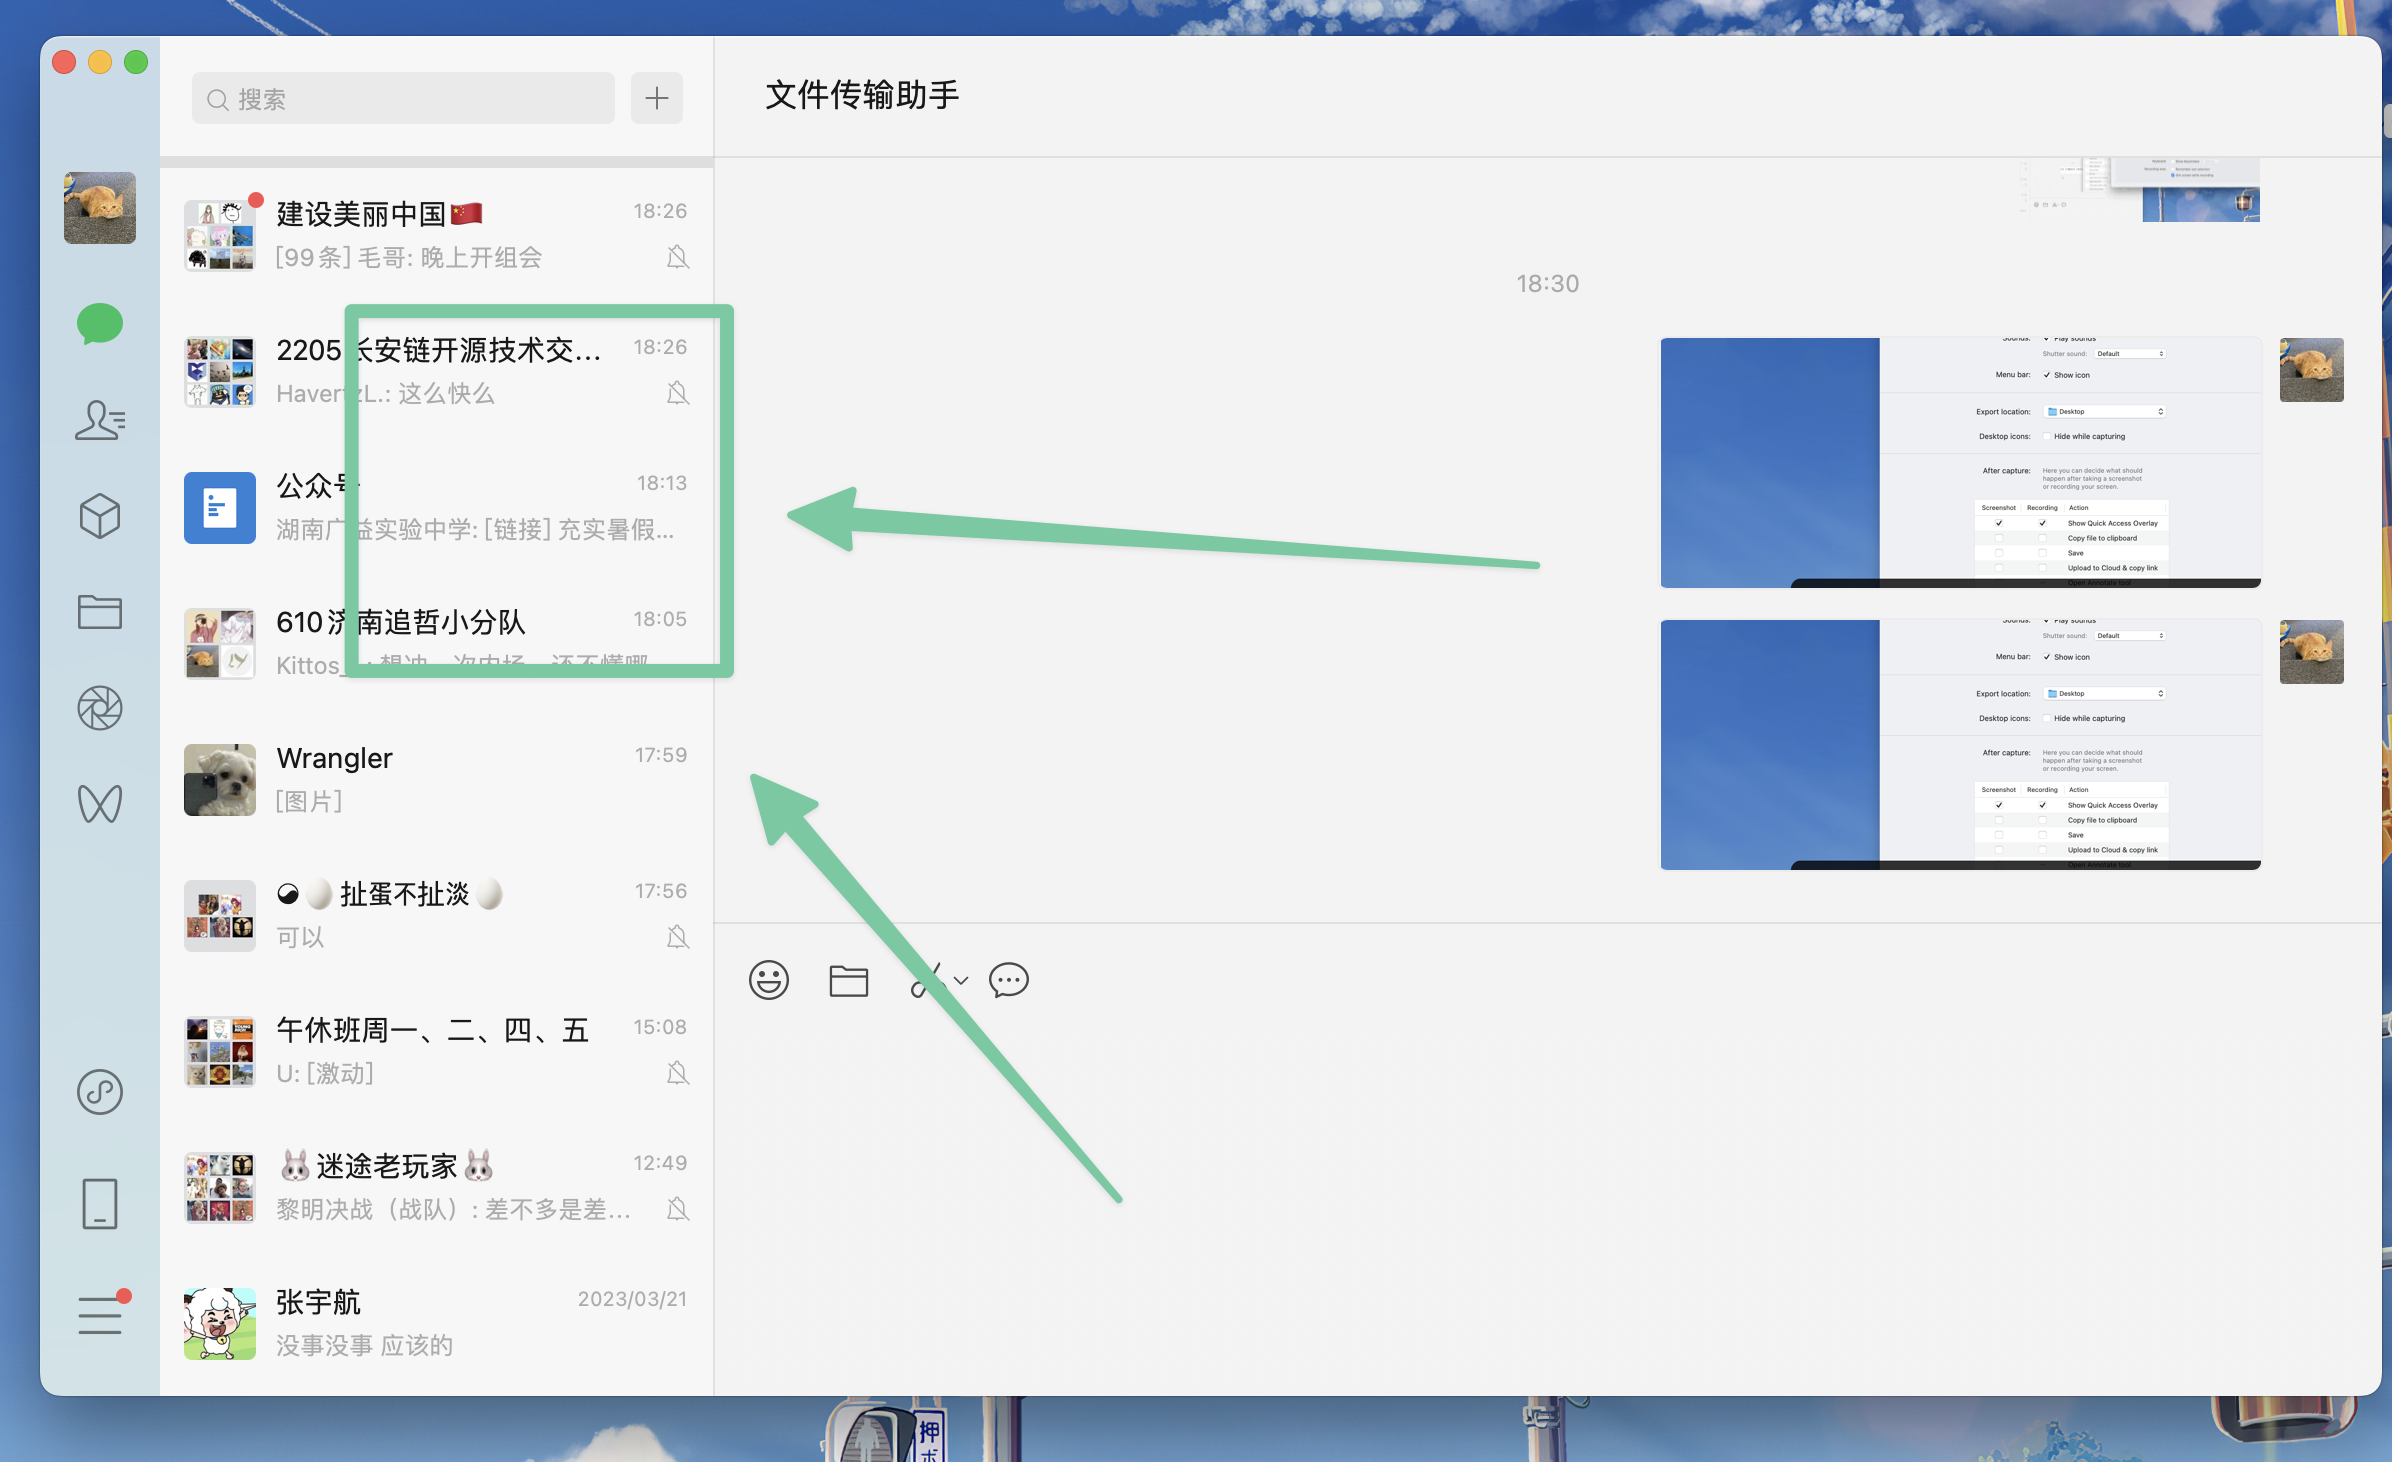 搜索
文件传输助手
建设美丽中国🇨🇳
18:26
[99条] 毛哥: 晚上开组会
2205长安链开源技术交...
18:26
HavertzL.: 这么快么
公众号
18:13
湖南广益实验中学: [链接] 充实暑假...
610济南追哲小分队
18:05
Kittos_
Wrangler
17:59
[图片]
扯蛋不扯淡
17:56
可以
午休班周一、二、四、五
15:08
U: [激动]
🐰迷途老玩家🐰
12:49
黎明决战（战队）: 差不多是差...
张宇航
2023/03/21
没事没事 应该的
18:30
Sounds: Play sounds
Shutter sound: Default
Menu bar: Show icon
Export location: Desktop
Desktop icons: Hide while capturing
After capture: Here you can decide what should
happen after taking a screenshot
or recording your screen.
Screenshot Recording Action
Show Quick Access Overlay
Copy file to clipboard
Save
Upload to Cloud & copy link
Open Annotate tool
Sounds: Play sounds
Shutter sound: Default
Menu bar: Show icon
Export location: Desktop
Desktop icons: Hide while capturing
After capture: Here you can decide what should
happen after taking a screenshot
or recording your screen.
Screenshot Recording Action
Show Quick Access Overlay
Copy file to clipboard
Save
Upload to Cloud & copy link
Open Annotate tool
押
ボ